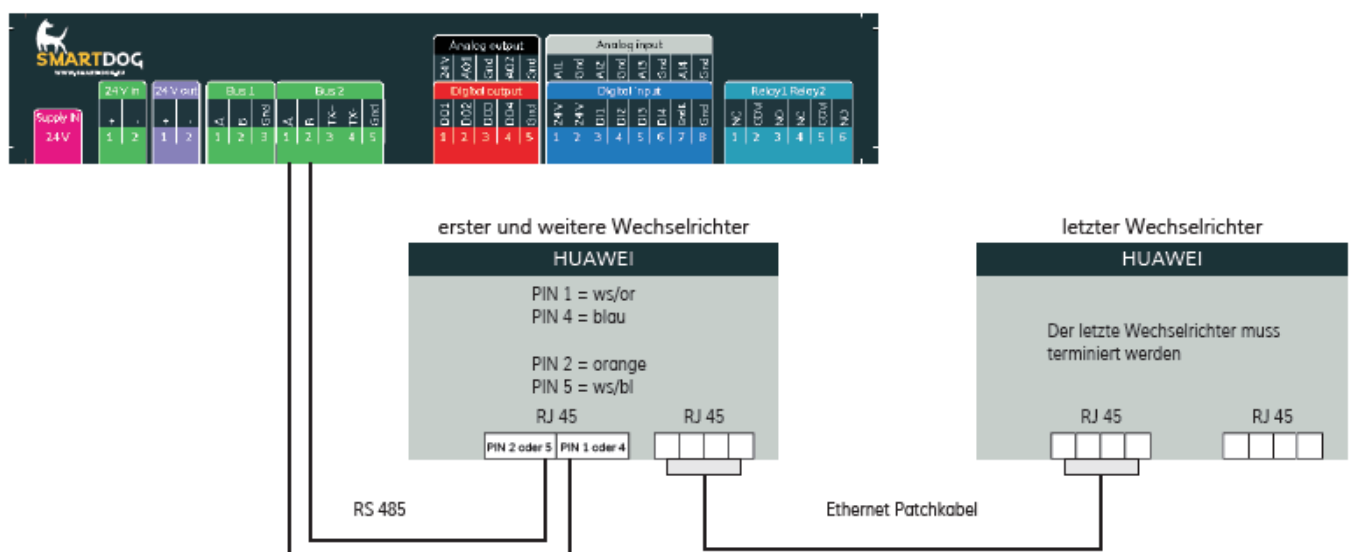 SMARTDOG
Analog output
Analog input
24V AO1 Gnd AO2 Gnd
AI1 Gnd AI2 Gnd AI3 Gnd AI4 Gnd
24V in
24V out
Bus 1
Bus 2
Digital output
Digital input
Relay1 Relay2
Supply IN
24V
+ -
+ -
A B Gnd
A B TX+ TX- Gnd
DO1 DO2 DO3 DO4 Gnd
24V 24V DI1 DI2 DI3 DI4 Gnd
NC COM NO NC COM NO
1 2
1 2
1 2 3
1 2 3 4 5
1 2 3 4 5
1 2 3 4 5 6 7 8
1 2 3 4 5 6
erster und weitere Wechselrichter
letzter Wechselrichter
HUAWEI
HUAWEI
PIN 1 = ws/or
PIN 4 = blau
PIN 2 = orange
PIN 5 = ws/bl
Der letzte Wechselrichter muss
terminiert werden
RJ 45
RJ 45
RJ 45
RJ 45
PIN 2 oder 5
PIN 1 oder 4
RS 485
Ethernet Patchkabel